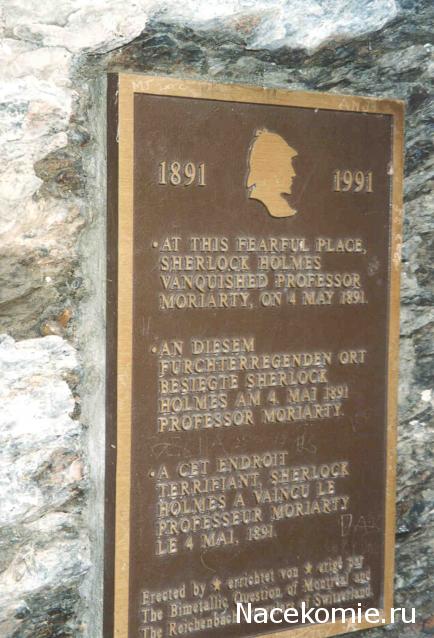 1891 1991
• AT THIS FEARFUL PLACE,
SHERLOCK HOLMES
VANQUISHED PROFESSOR
MORIARTY, ON 4 MAY 1891.
• AN DIESEM
FURCHTERREGENDEN ORT
BESIEGTE SHERLOCK
HOLMES AM 4. MAI 1891
PROFESSOR MORIARTY.
• A CET ENDROIT
TERRIFIANT, SHERLOCK
HOLMES A VAINCU LE
PROFESSEUR MORIARTY
LE 4 MAI, 1891.
Erected by ★ errichtet von ★ érigé par
The Bimetallic Question of Montréal and
The Reichenbach of Switzerland.
Nacekomie.ru